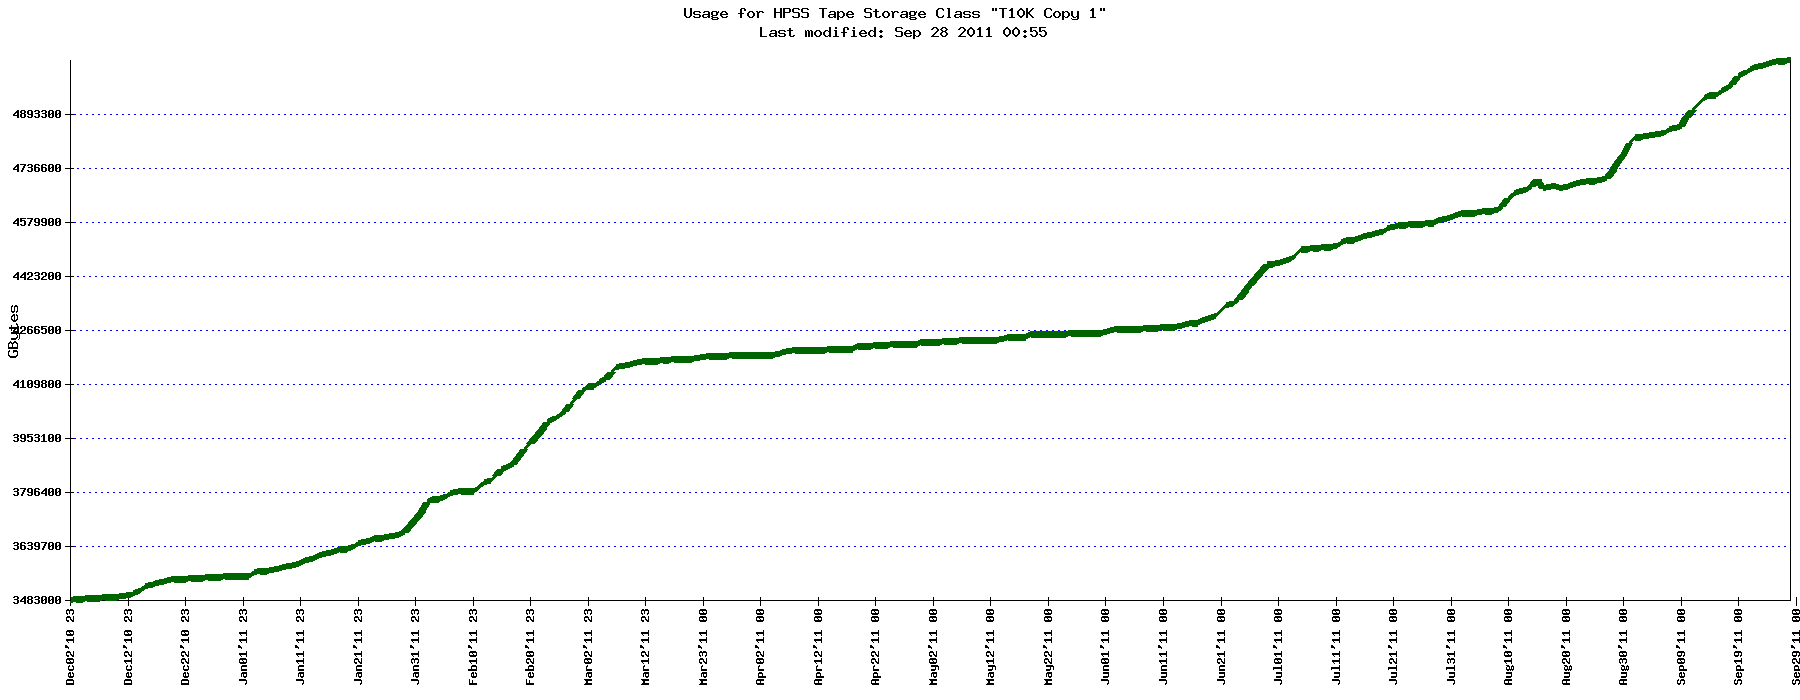 Usage for HPSS Tape Storage Class "T10K Copy 1"
Last modified: Sep 28 2011 00:55
4893300
4736600
4579900
4423200
4266500
4109800
3953100
3796400
3639700
3483000
GBytes
Dec02'10 23
Dec12'10 23
Dec22'10 23
Jan01'11 23
Jan11'11 23
Jan21'11 23
Jan31'11 23
Feb10'11 23
Feb20'11 23
Mar02'11 23
Mar12'11 23
Mar23'11 00
Apr02'11 00
Apr12'11 00
Apr22'11 00
May02'11 00
May12'11 00
May22'11 00
Jun01'11 00
Jun11'11 00
Jun21'11 00
Jul01'11 00
Jul11'11 00
Jul21'11 00
Jul31'11 00
Aug10'11 00
Aug20'11 00
Aug30'11 00
Sep09'11 00
Sep19'11 00
Sep29'11 00